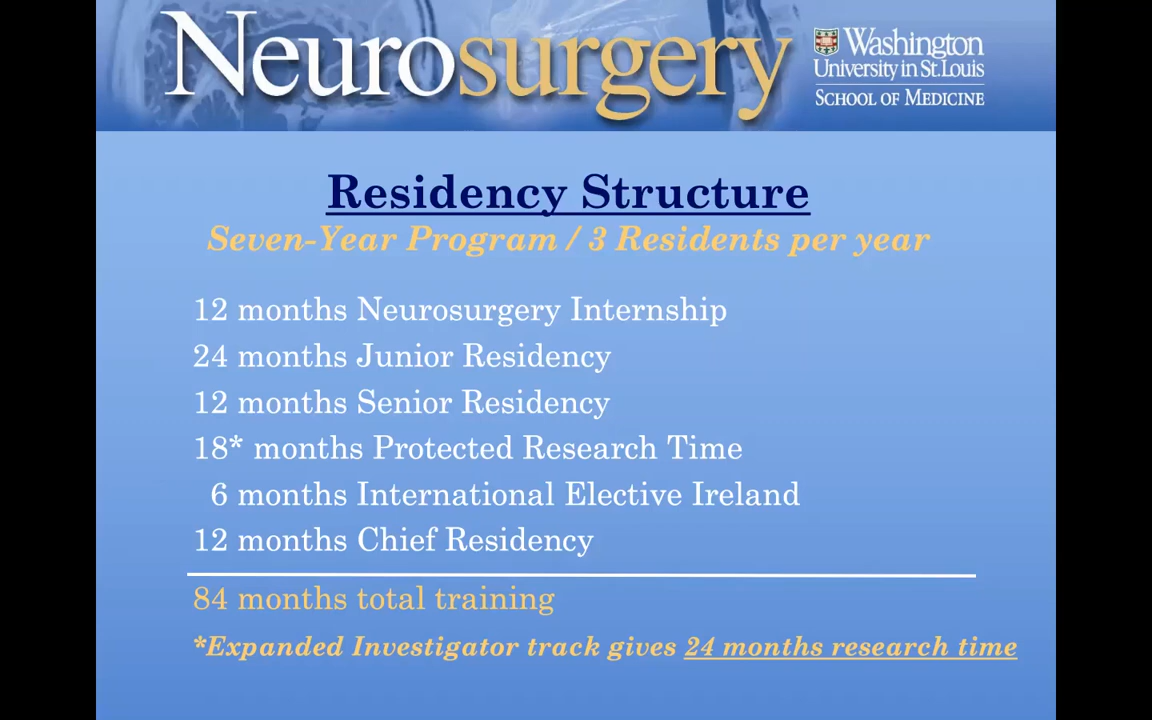 Neurosurgery
Washington
University in St. Louis
SCHOOL OF MEDICINE
Residency Structure
Seven-Year Program / 3 Residents per year
12 months Neurosurgery Internship
24 months Junior Residency
12 months Senior Residency
18* months Protected Research Time
6 months International Elective Ireland
12 months Chief Residency
84 months total training
*Expanded Investigator track gives 24 months research time